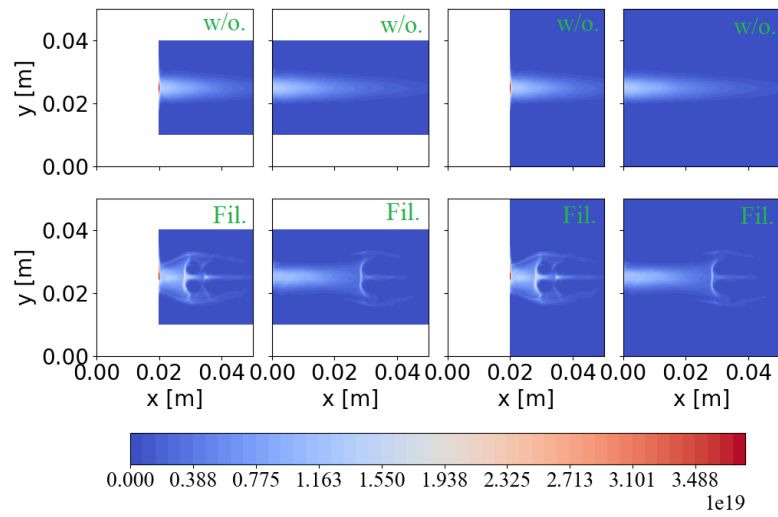 w/o. w/o. w/o. w/o.
0.04
y [m]
0.02
0.00
Fil. Fil. Fil. Fil.
0.04
y [m]
0.02
0.00
0.00 0.02 0.04 0.00 0.02 0.04 0.00 0.02 0.04 0.00 0.02 0.04
x [m] x [m] x [m] x [m]
0.000 0.388 0.775 1.163 1.550 1.938 2.325 2.713 3.101 3.488
1e19